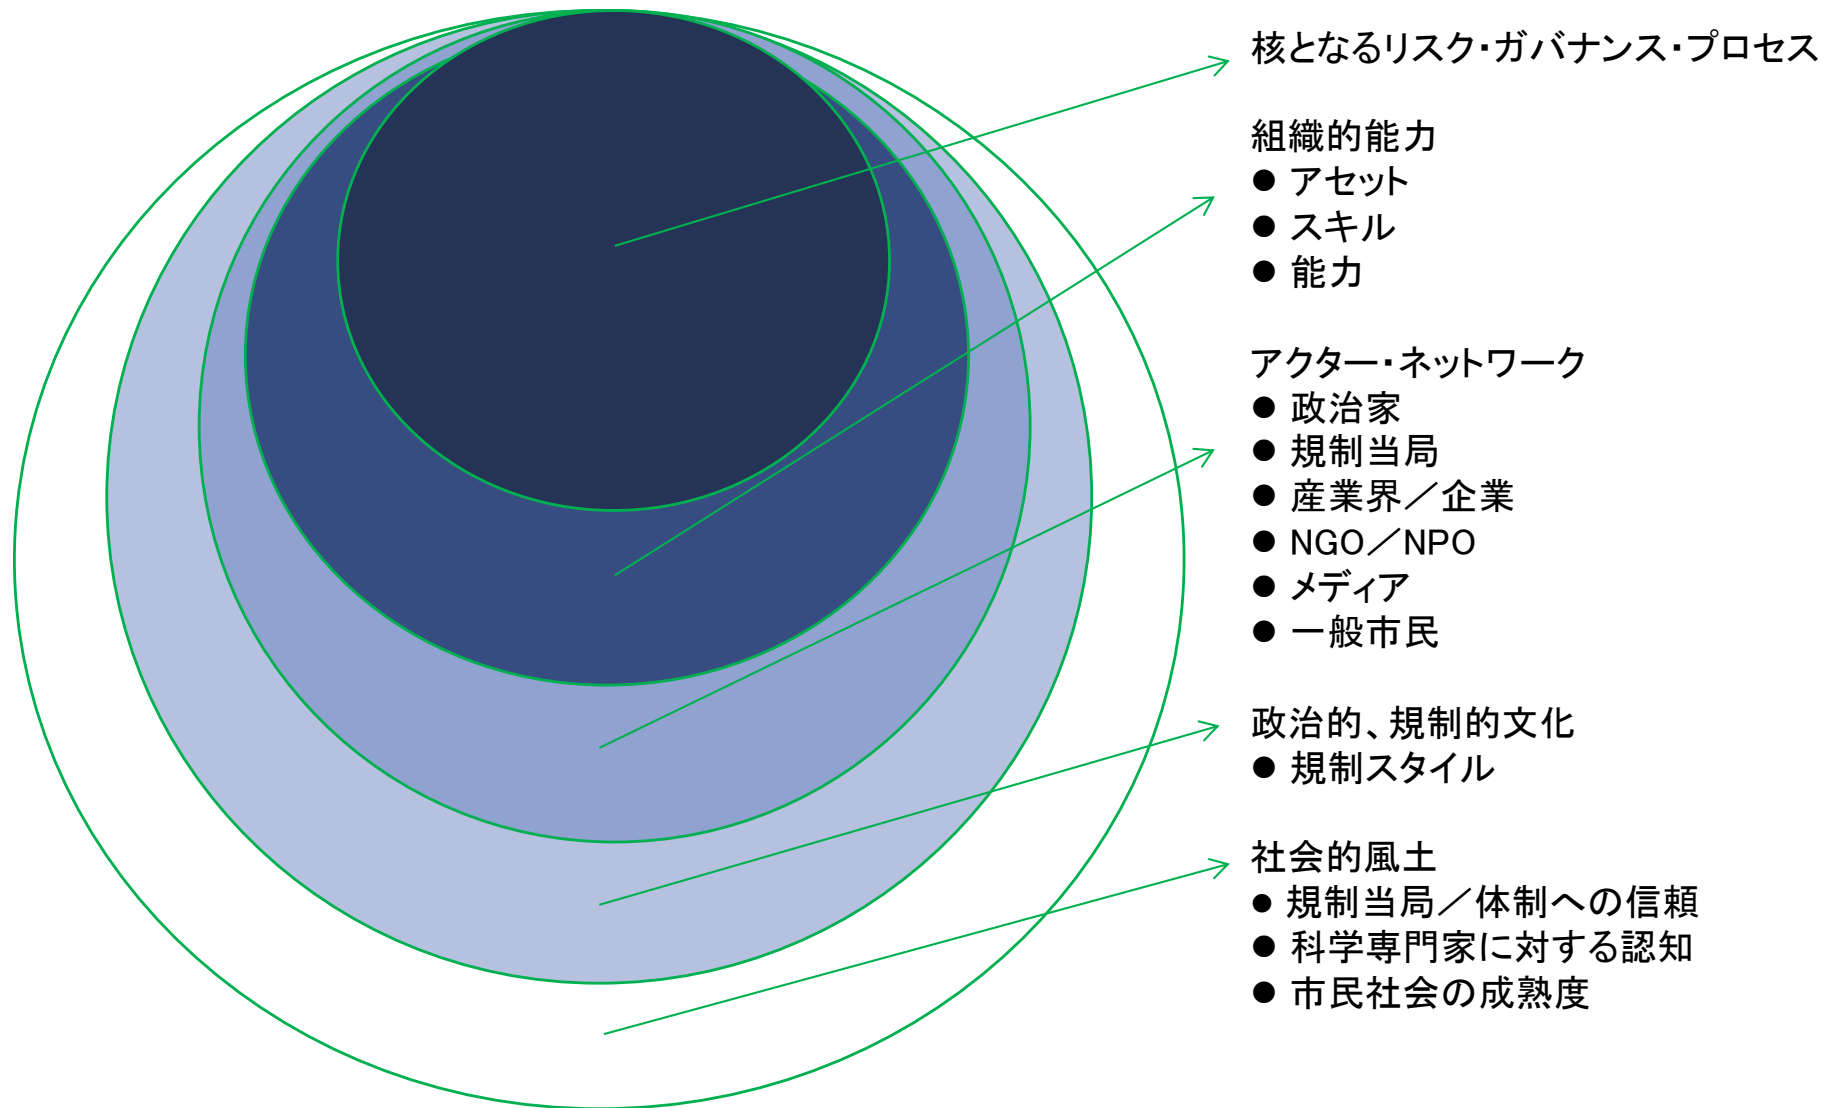 核となるリスク・ガバナンス・プロセス
組織的能力
● アセット
● スキル
● 能力
アクター・ネットワーク
● 政治家
● 規制当局
● 産業界／企業
● NGO／NPO
● メディア
● 一般市民
政治的、規制的文化
● 規制スタイル
社会的風土
● 規制当局／体制への信頼
● 科学専門家に対する認知
● 市民社会の成熟度